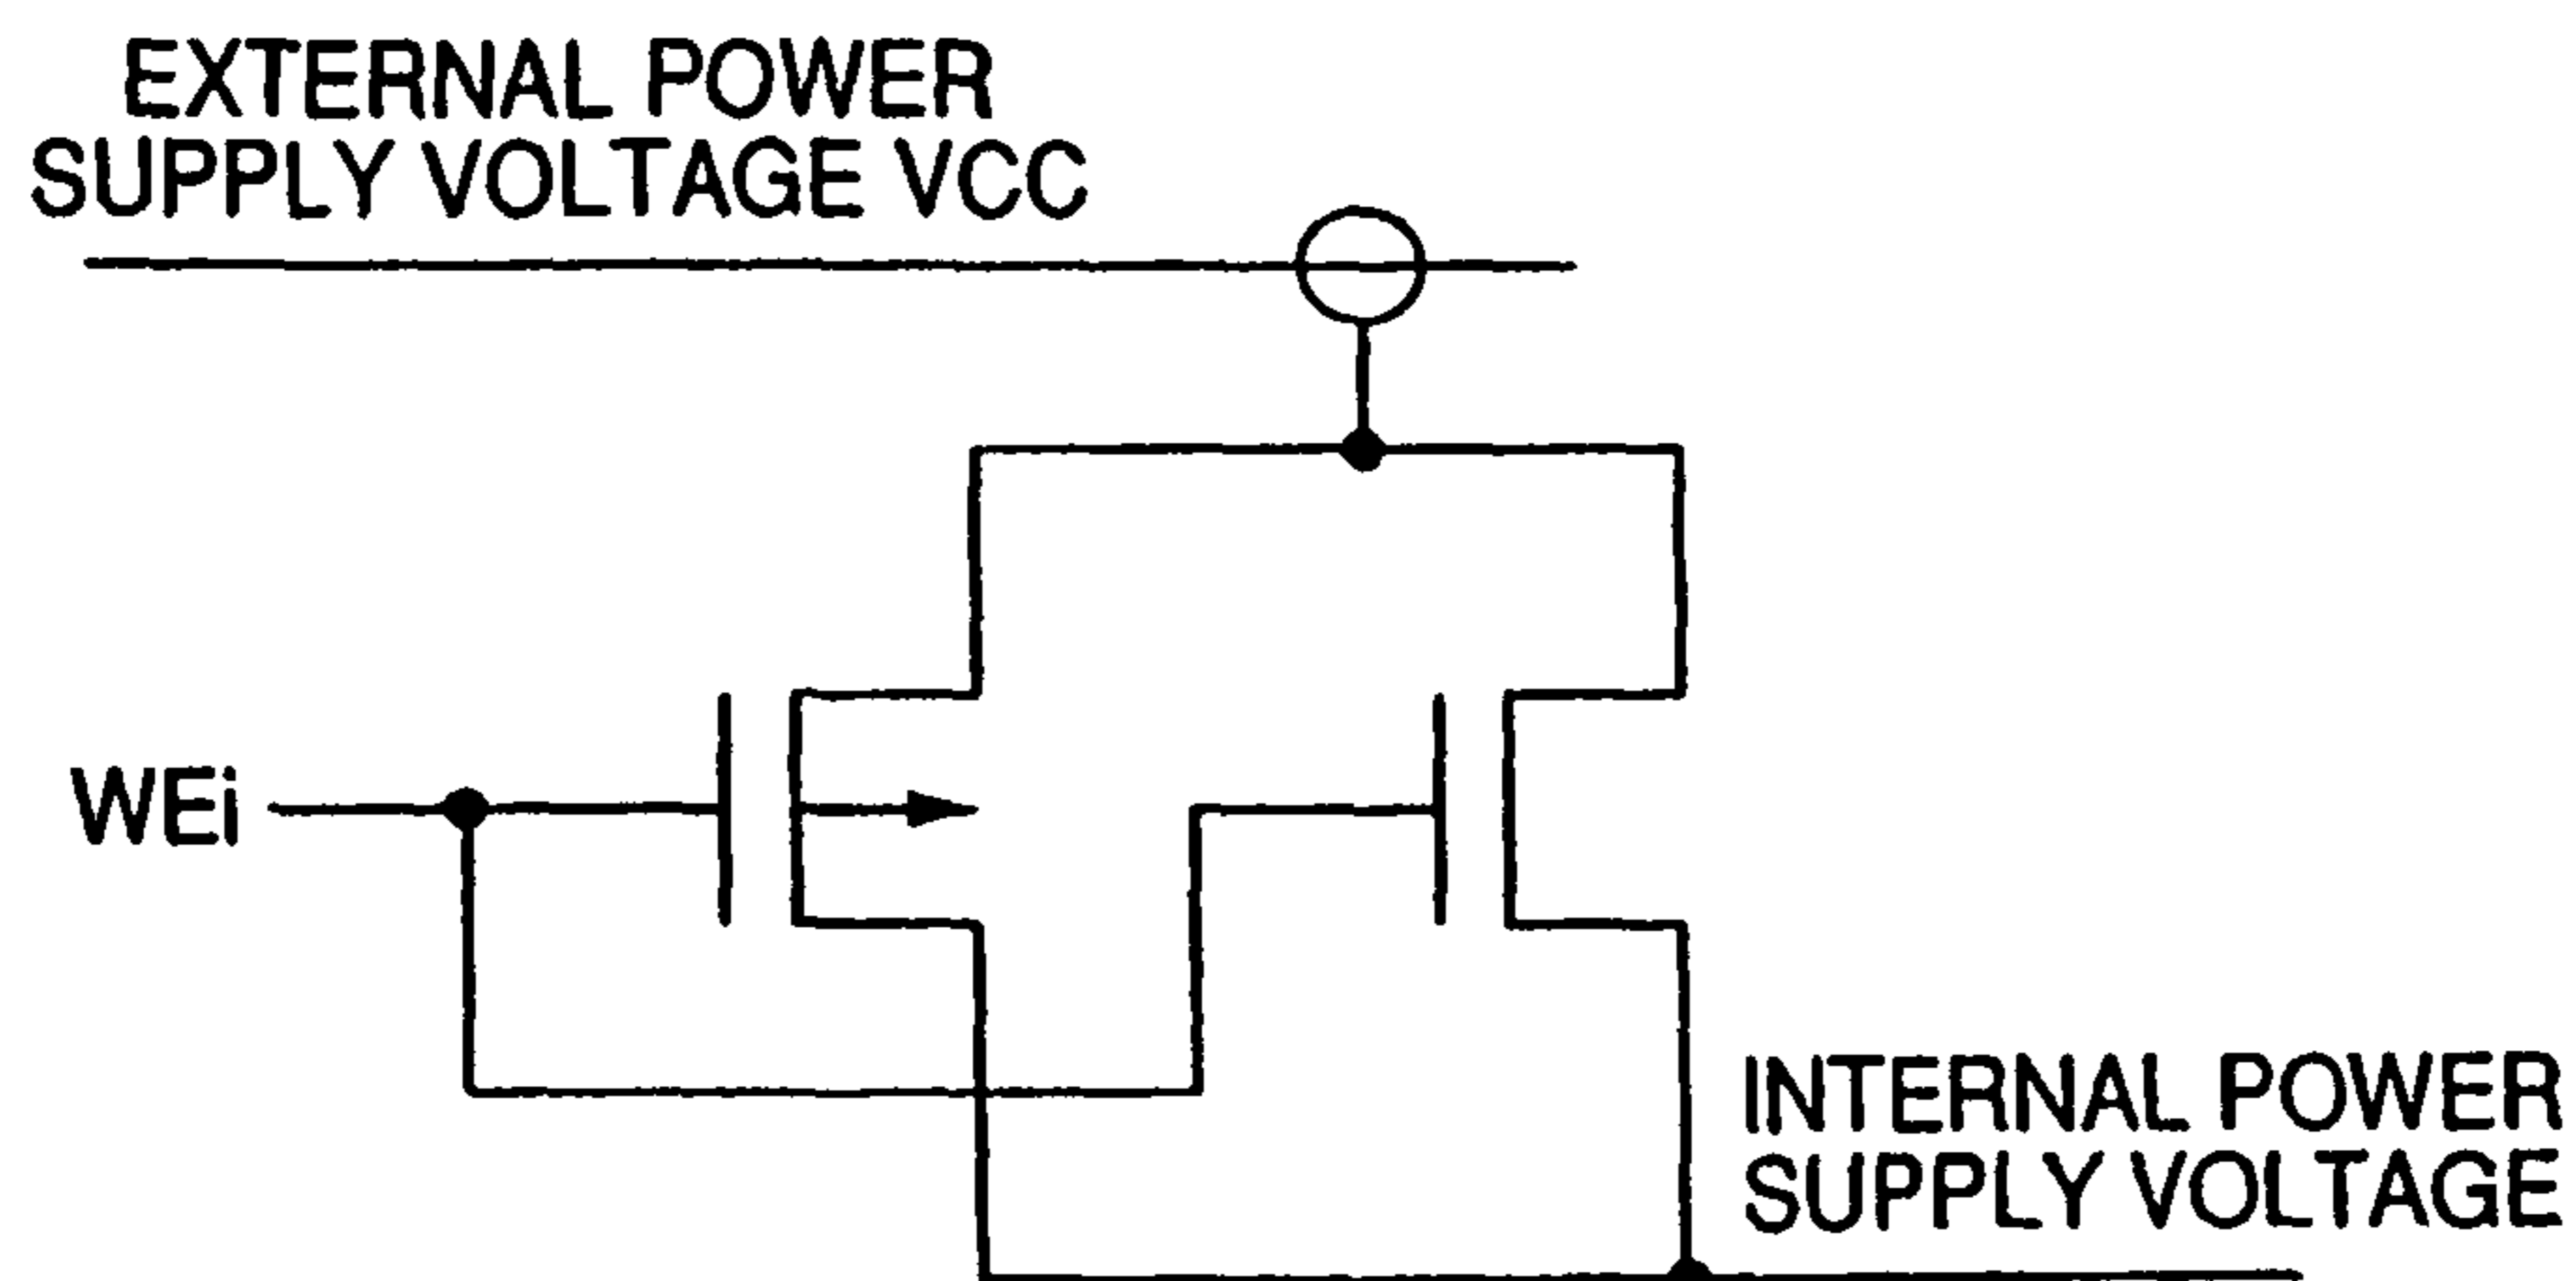 EXTERNAL POWER
SUPPLY VOLTAGE VCC
WEi
INTERNAL POWER
SUPPLY VOLTAGE